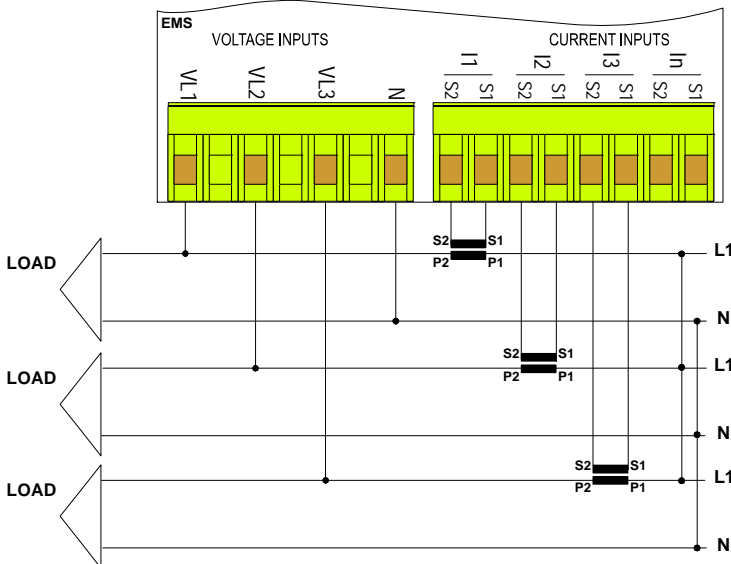 EMS
VOLTAGE INPUTS
CURRENT INPUTS
I1 I2 I3 In
VL1 VL2 VL3 N S2 S1 S2 S1 S2 S1 S2 S1
S2 S1
LOAD L1
P2 P1
N
S2 S1
L1
LOAD P2 P1
N
S2 S1
LOAD L1
P2 P1
N